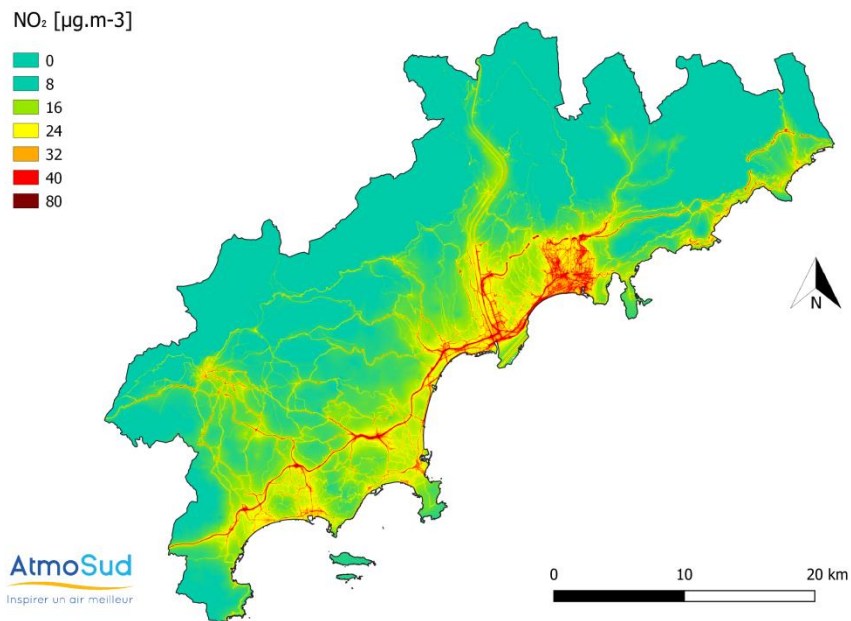 NO₂ [µg.m-3]
0
8
16
24
32
40
80
N
AtmoSud
Inspirer un air meilleur
0 10 20 km